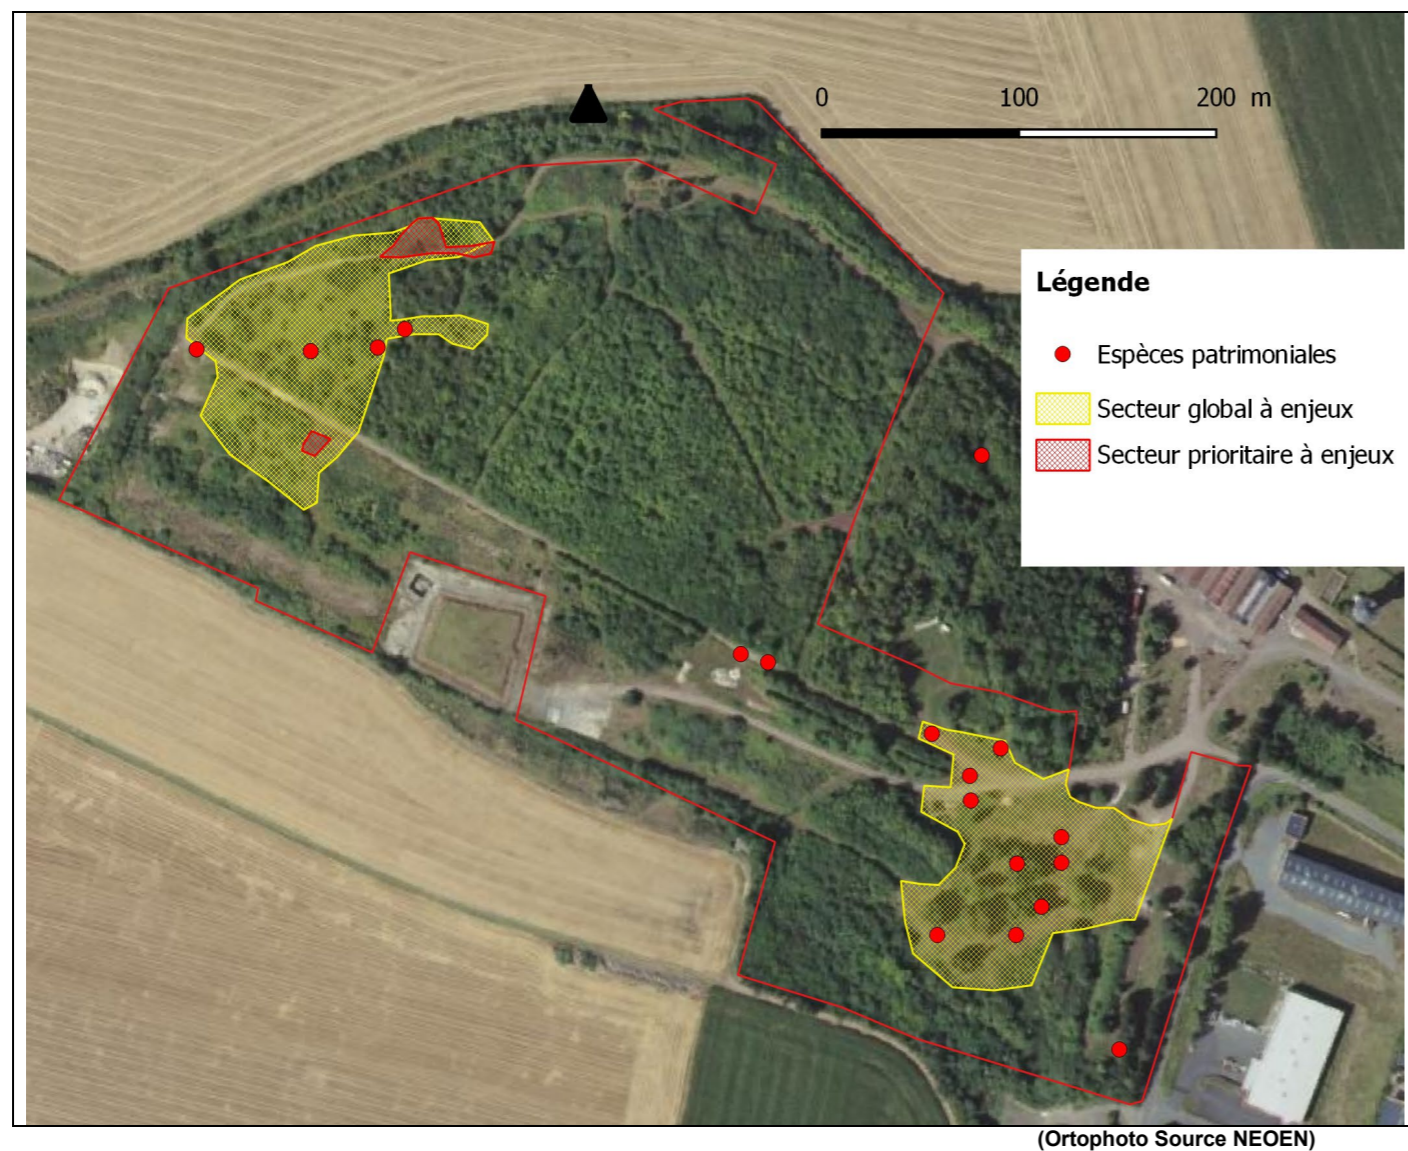 0 100 200 m
Légende
Espèces patrimoniales
Secteur global à enjeux
Secteur prioritaire à enjeux
(Ortophoto Source NEOEN)